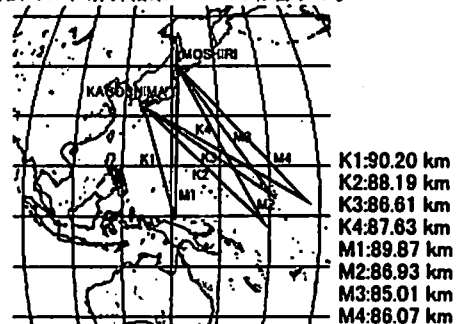 MOSHIRI
KAGOSHIMA
K4
M3
K1
K3
M4
K2
M1
M2
K1:90.20 km
K2:88.19 km
K3:86.61 km
K4:87.63 km
M1:89.87 km
M2:86.93 km
M3:85.01 km
M4:86.07 km